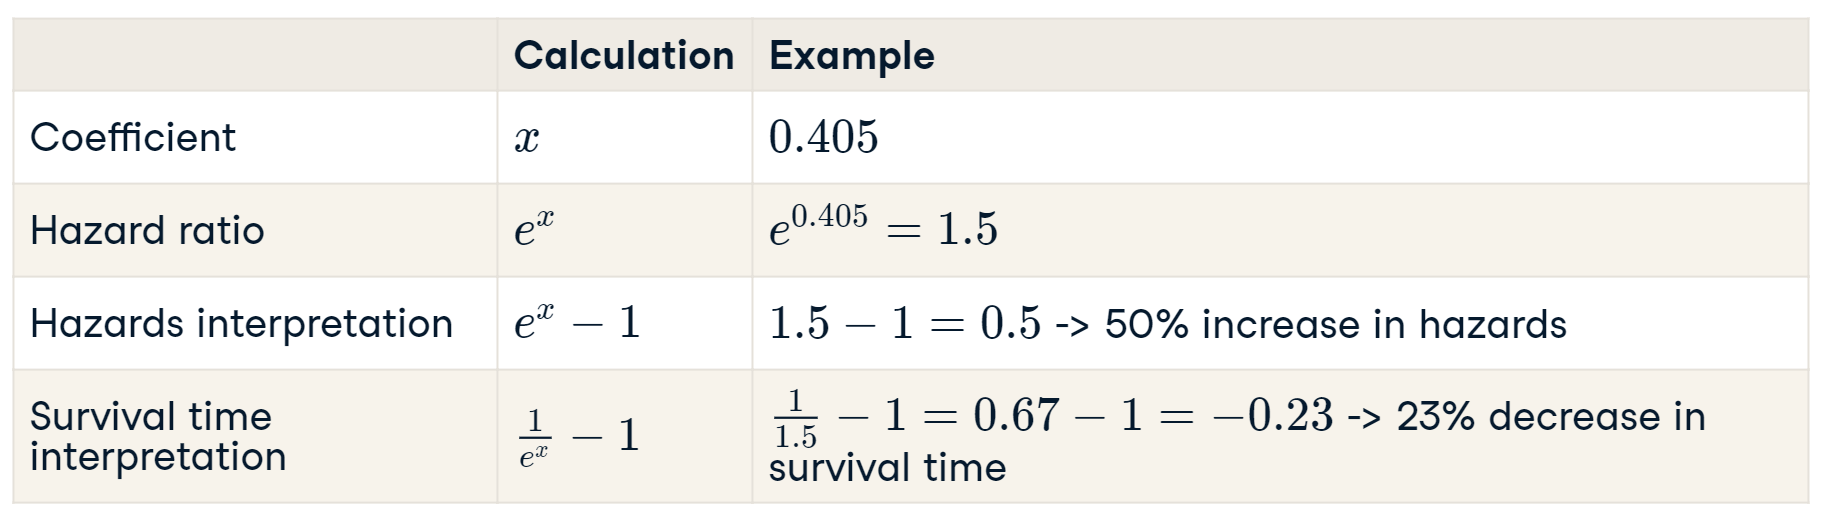 Calculation Example
Coefficient x 0.405
Hazard ratio e^x e^0.405 = 1.5
Hazards interpretation e^x − 1 1.5 − 1 = 0.5 -> 50% increase in hazards
Survival time interpretation 1/e^x − 1 1/1.5 − 1 = 0.67 − 1 = −0.23 -> 23% decrease in
survival time